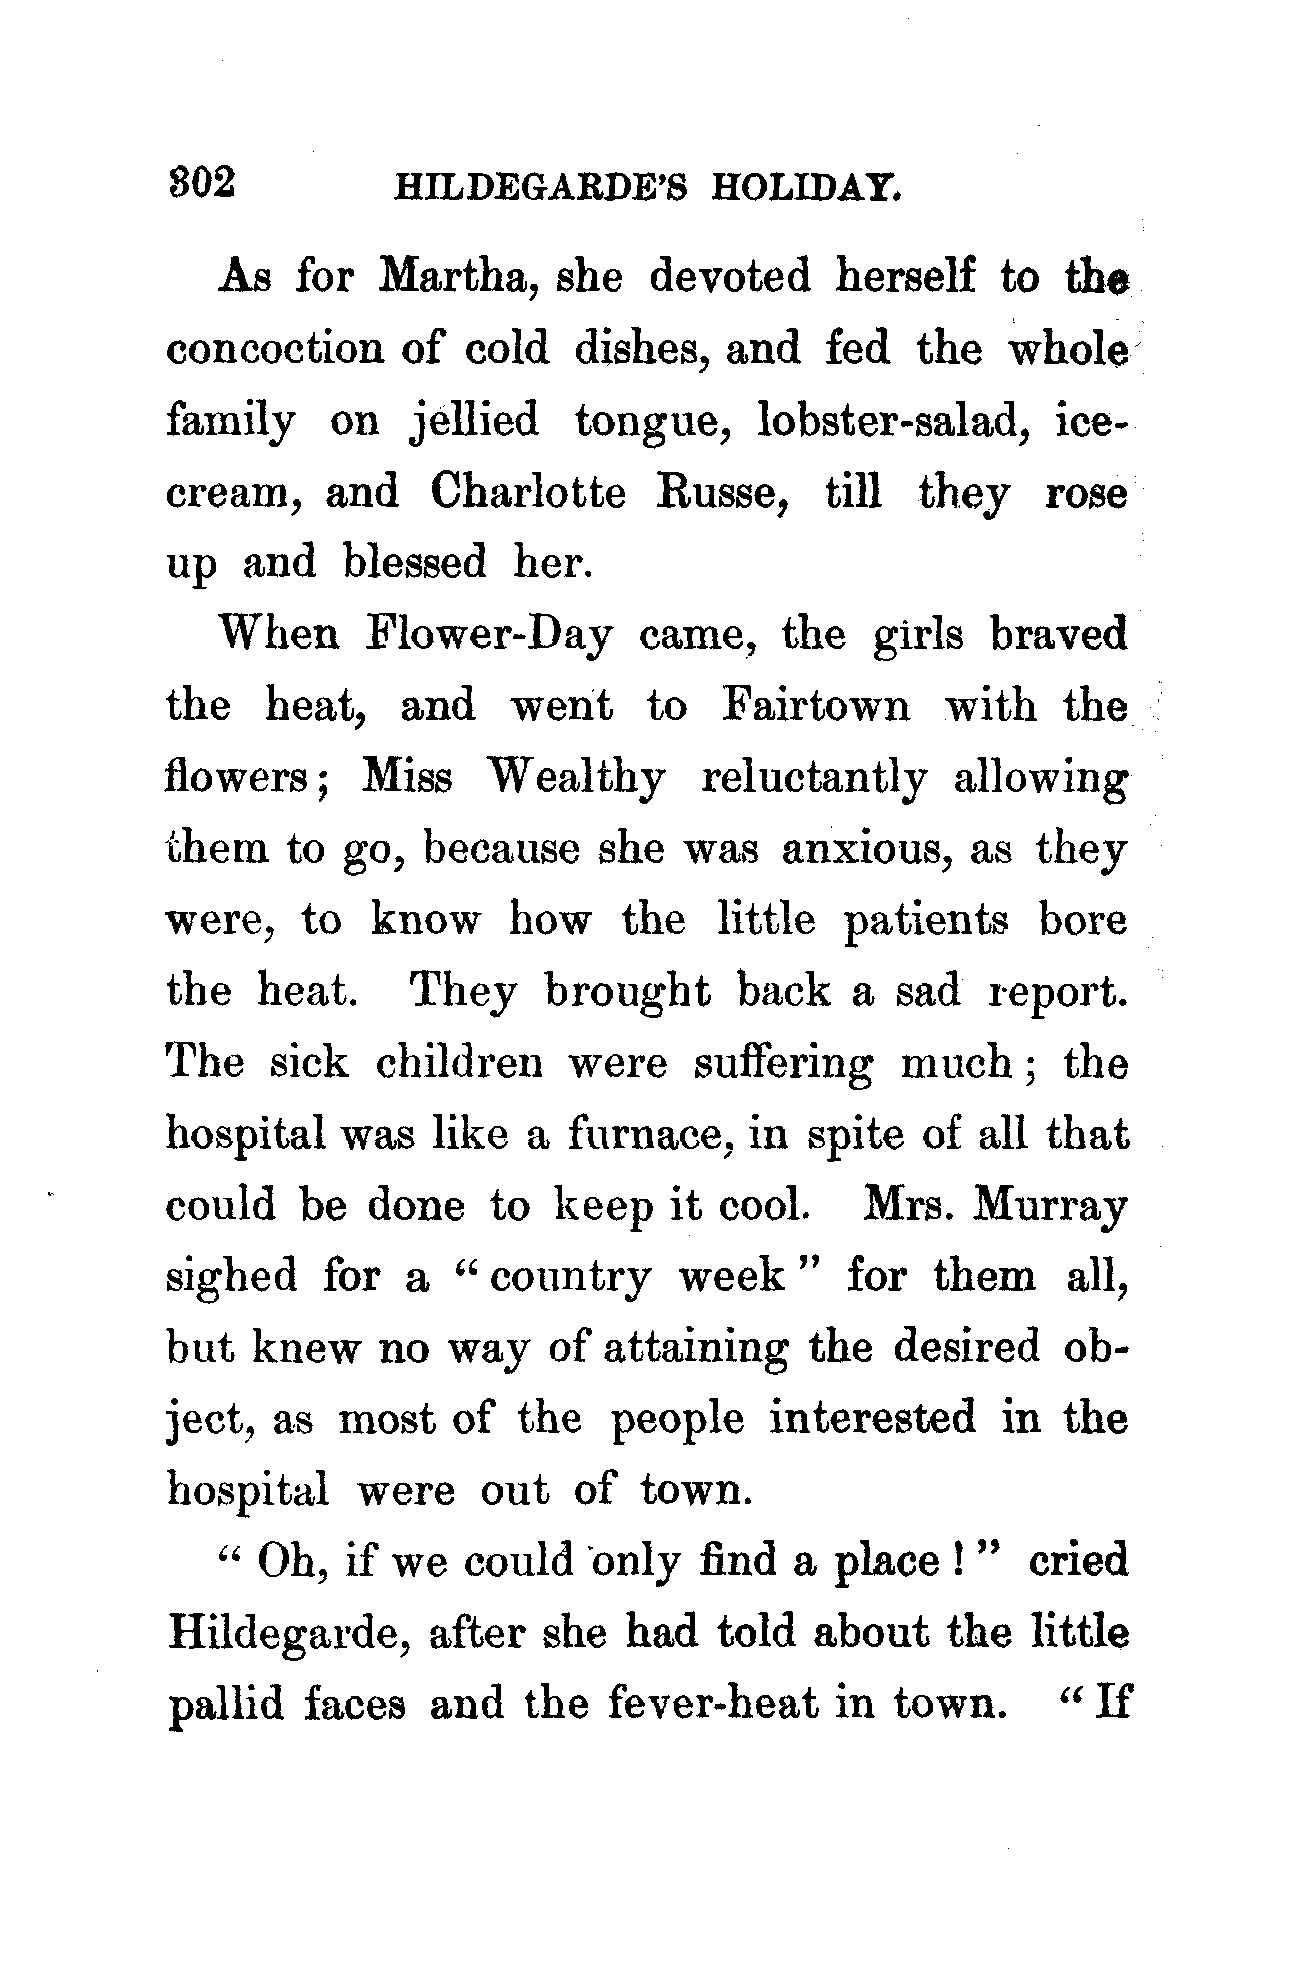 302 HILDEGARDE'S HOLIDAY.
As for Martha, she devoted herself to the
concoction of cold dishes, and fed the whole
family on jellied tongue, lobster-salad, ice-
cream, and Charlotte Russe, till they rose
up and blessed her.
When Flower-Day came, the girls braved
the heat, and went to Fairtown with the
flowers; Miss Wealthy reluctantly allowing
them to go, because she was anxious, as they
were, to know how the little patients bore
the heat. They brought back a sad report.
The sick children were suffering much; the
hospital was like a furnace, in spite of all that
could be done to keep it cool. Mrs. Murray
sighed for a "country week" for them all,
but knew no way of attaining the desired ob-
ject, as most of the people interested in the
hospital were out of town.
"Oh, if we could only find a place!" cried
Hildegarde, after she had told about the little
pallid faces and the fever-heat in town. "If